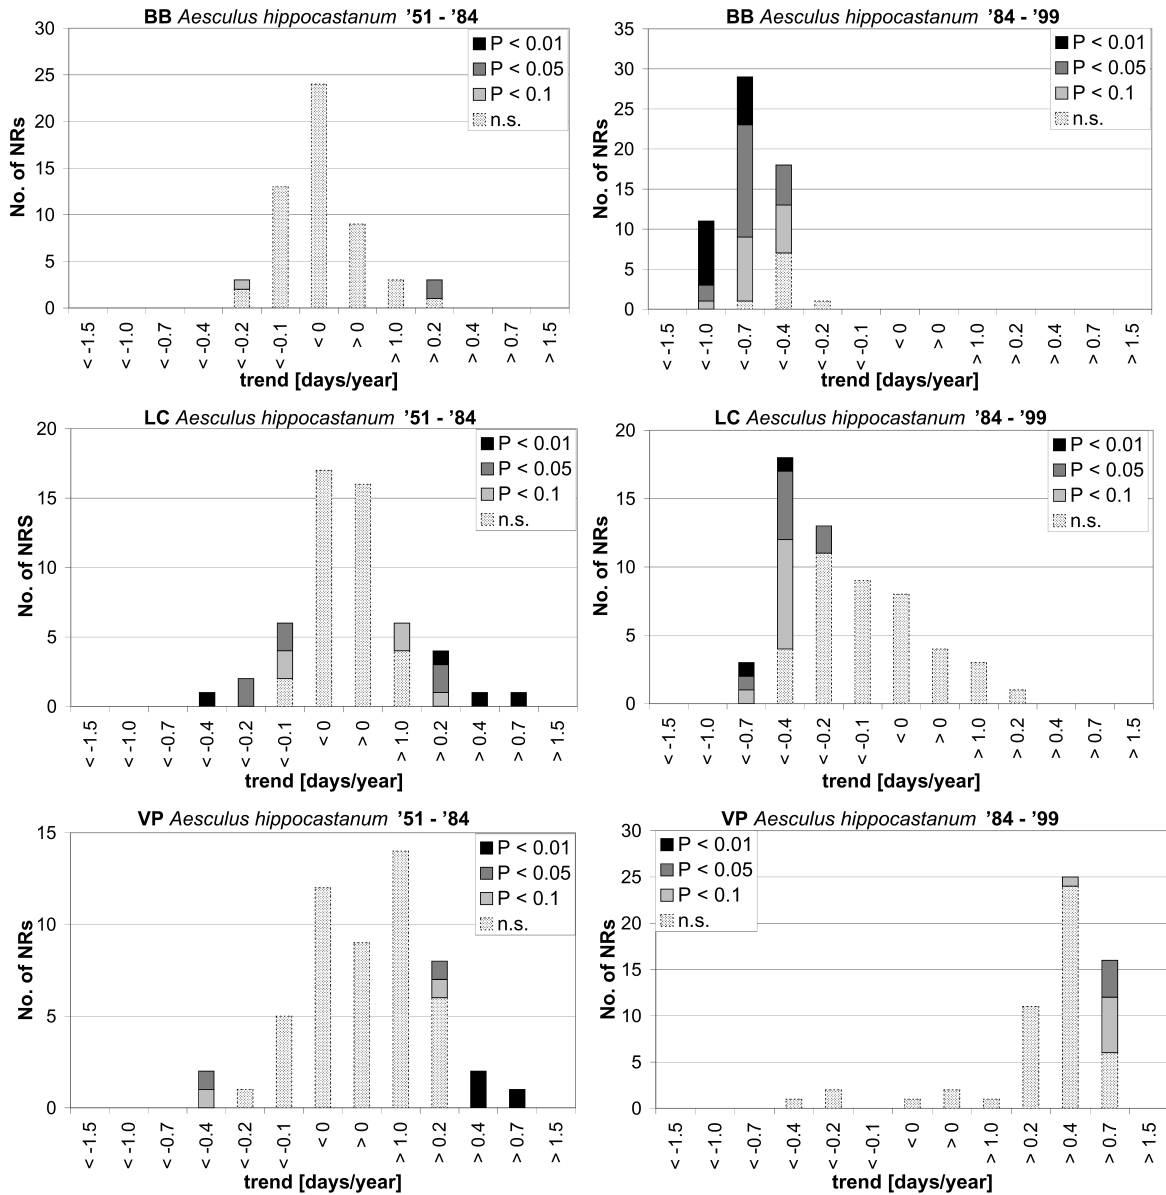 BB Aesculus hippocastanum '51 - '84
30
25
20
15
10
5
0
No. of NRs
P < 0.01
P < 0.05
P < 0.1
n.s.
< -1.5 < -1.0 < -0.7 < -0.4 < -0.2 < -0.1 < 0 > 0 > 1.0 > 0.2 > 0.4 > 0.7 > 1.5
trend [days/year]
BB Aesculus hippocastanum '84 - '99
35
30
25
20
15
10
5
0
No. of NRs
P < 0.01
P < 0.05
P < 0.1
n.s.
< -1.5 < -1.0 < -0.7 < -0.4 < -0.2 < -0.1 < 0 > 0 > 1.0 > 0.2 > 0.4 > 0.7 > 1.5
trend [days/year]
LC Aesculus hippocastanum '51 - '84
20
15
10
5
0
No. of NRS
P < 0.01
P < 0.05
P < 0.1
n.s.
< -1.5 < -1.0 < -0.7 < -0.4 < -0.2 < -0.1 < 0 > 0 > 1.0 > 0.2 > 0.4 > 0.7 > 1.5
trend [days/year]
LC Aesculus hippocastanum '84 - '99
20
15
10
5
0
No. of NRs
P < 0.01
P < 0.05
P < 0.1
n.s.
< -1.5 < -1.0 < -0.7 < -0.4 < -0.2 < -0.1 < 0 > 0 > 1.0 > 0.2 > 0.4 > 0.7 > 1.5
trend [days/year]
VP Aesculus hippocastanum '51 - '84
15
10
5
0
No. of NRs
P < 0.01
P < 0.05
P < 0.1
n.s.
< -1.5 < -1.0 < -0.7 < -0.4 < -0.2 < -0.1 < 0 > 0 > 1.0 > 0.2 > 0.4 > 0.7 > 1.5
trend [days/year]
VP Aesculus hippocastanum '84 - '99
30
25
20
15
10
5
0
No. of NRs
P < 0.01
P < 0.05
P < 0.1
n.s.
< -1.5 < -1.0 < -0.7 < -0.4 < -0.2 < -0.1 < 0 > 0 > 1.0 > 0.2 > 0.4 > 0.7 > 1.5
trend [days/year]